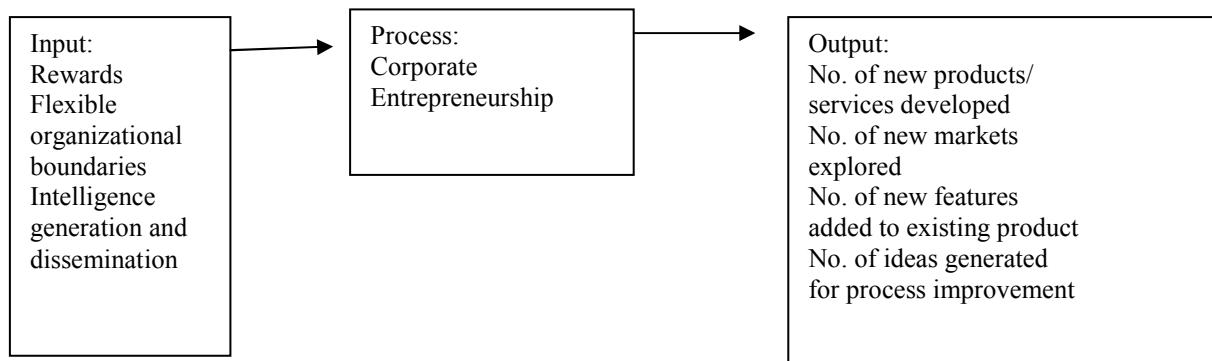 Input:
Rewards
Flexible
organizational
boundaries
Intelligence
generation and
dissemination
Process:
Corporate
Entrepreneurship
Output:
No. of new products/
services developed
No. of new markets
explored
No. of new features
added to existing product
No. of ideas generated
for process improvement